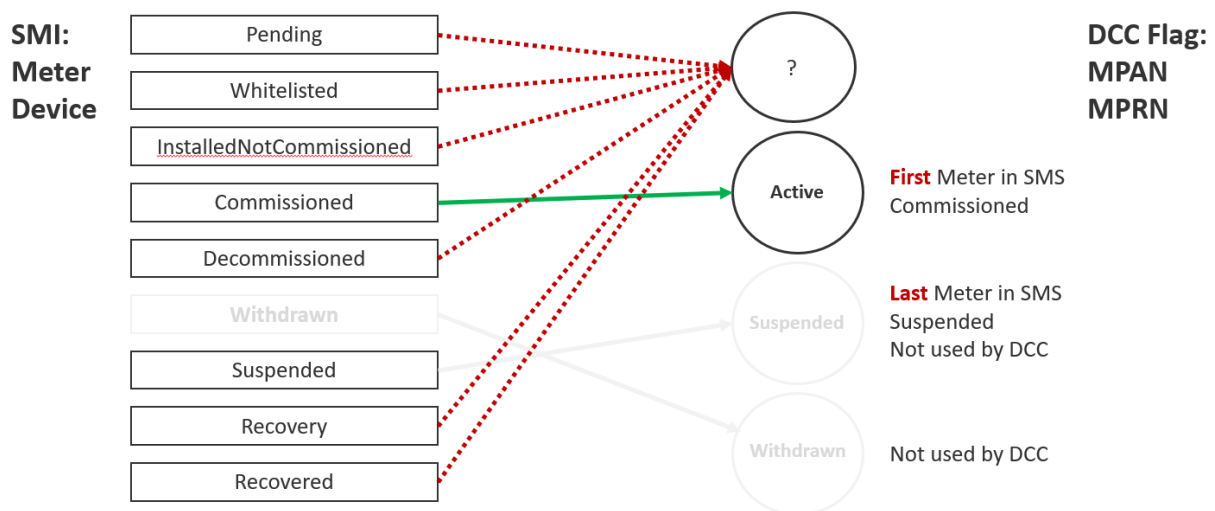 SMI:
Meter
Device
Pending
Whitelisted
InstalledNotCommissioned
Commissioned
Decommissioned
Withdrawn
Suspended
Recovery
Recovered
?
Active
Suspended
Withdrawn
DCC Flag:
MPAN
MPRN
First Meter in SMS
Commissioned
Last Meter in SMS
Suspended
Not used by DCC
Not used by DCC